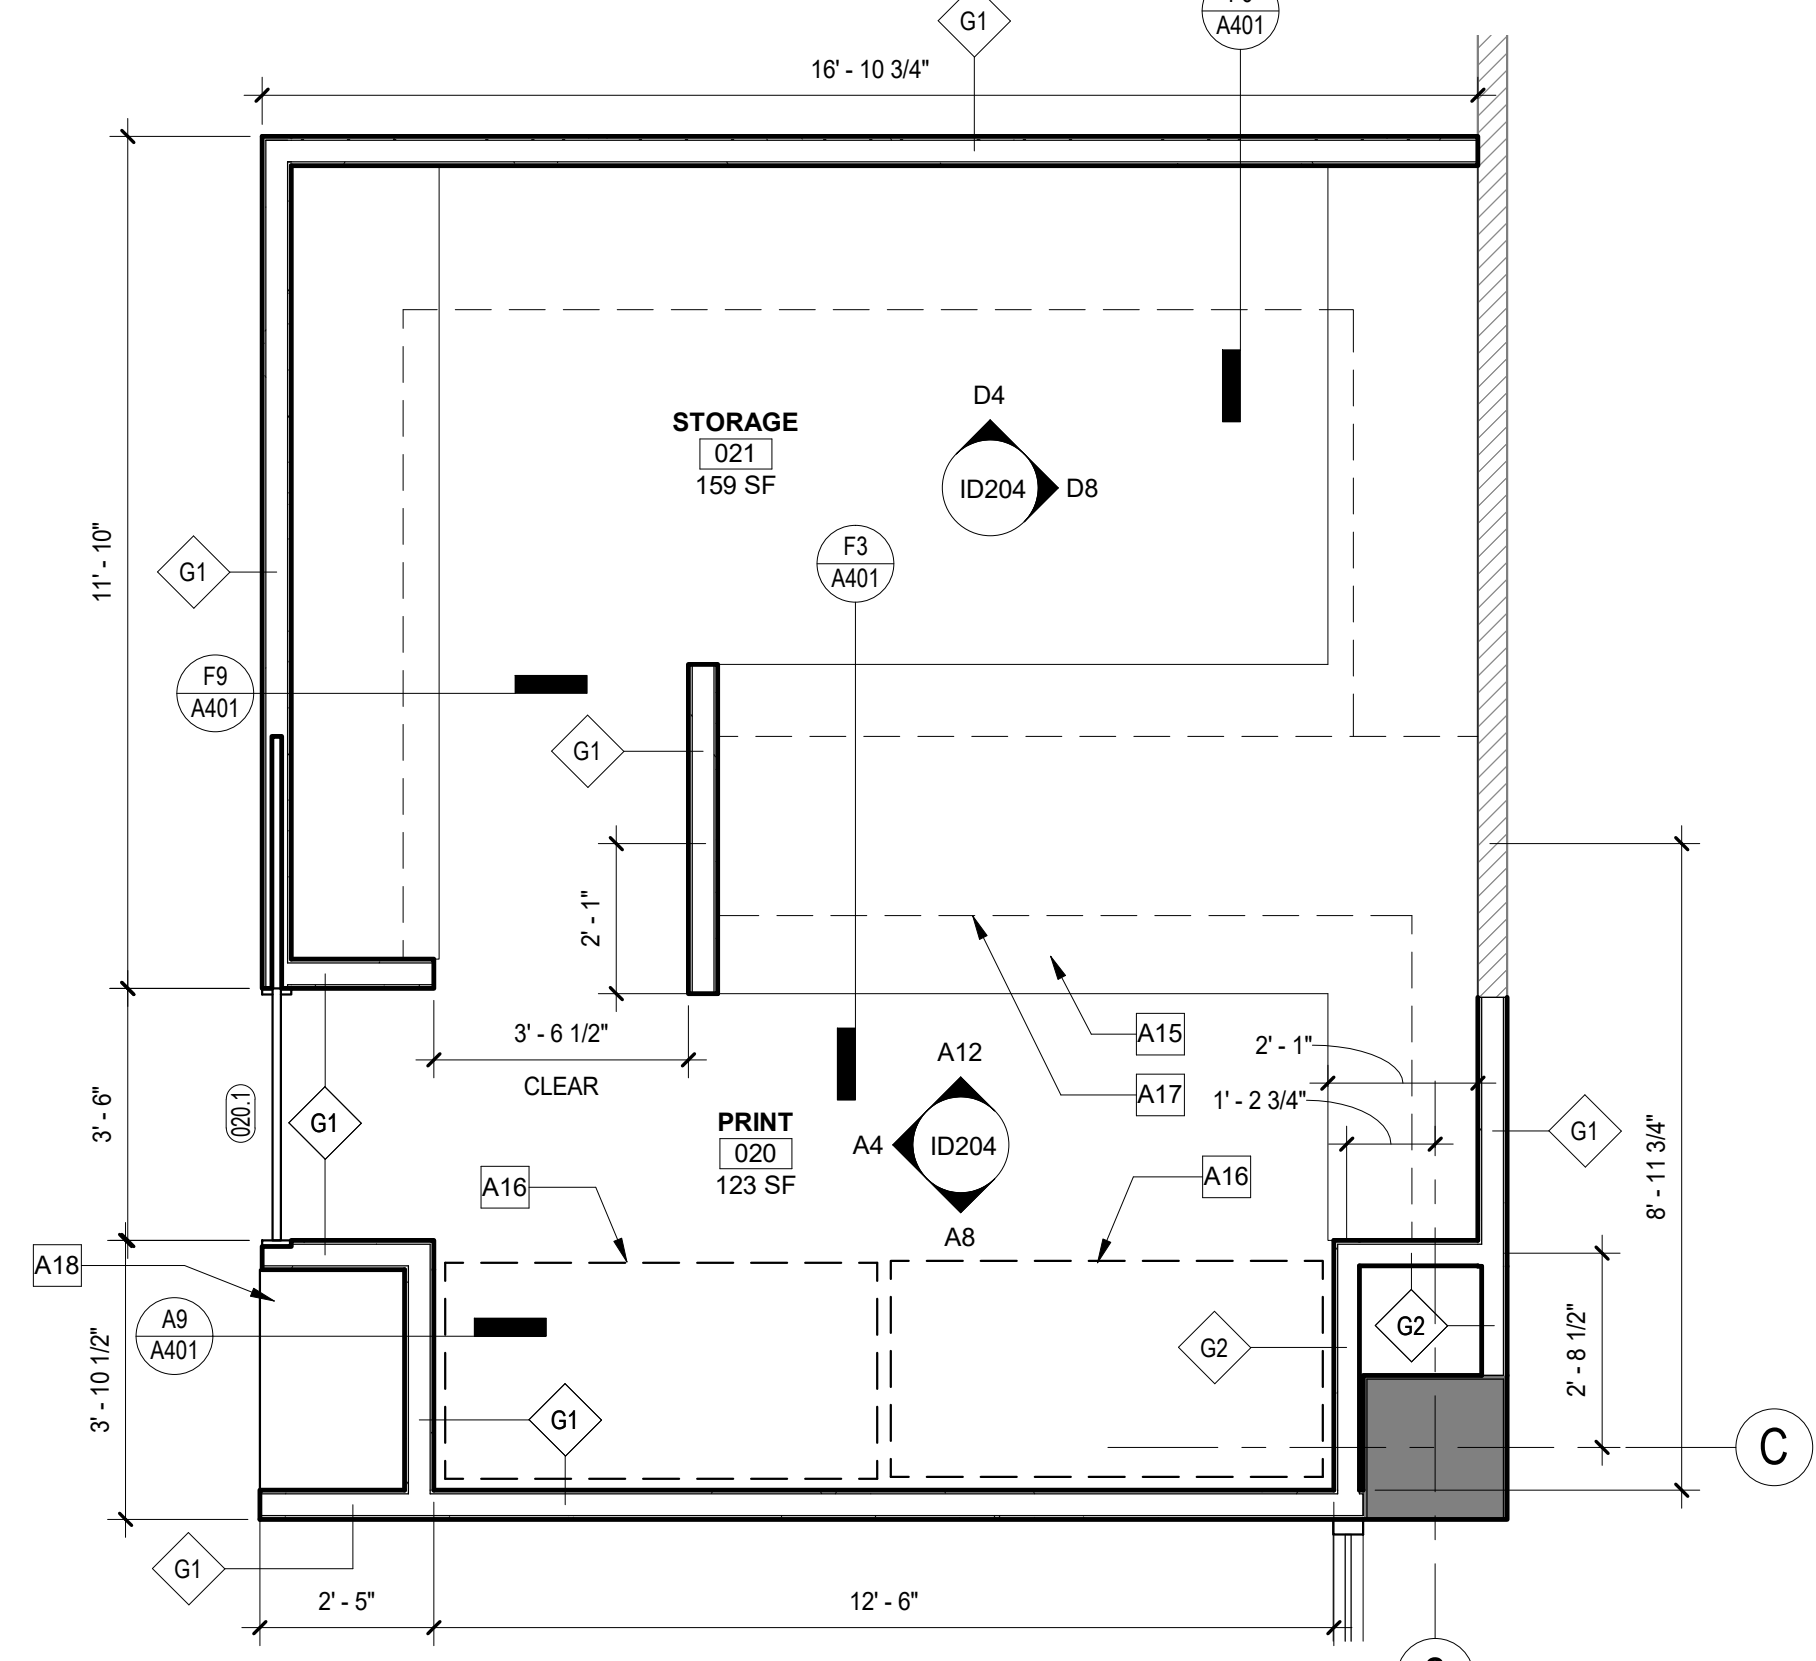 G1
A401
16' - 10 3/4"
D4
STORAGE
021
159 SF
ID204
D8
11' - 10"
F3
A401
G1
F9
A401
G1
2' - 1"
3' - 6 1/2"
CLEAR
A15
A17
2' - 1"
1' - 2 3/4"
A12
PRINT
020
123 SF
A4
ID204
A8
3' - 6"
020.1
G1
G1
8' - 11 3/4"
A16
A16
A18
A9
A401
3' - 10 1/2"
G2
G2
2' - 8 1/2"
G1
C
G1
2' - 5"
12' - 6"